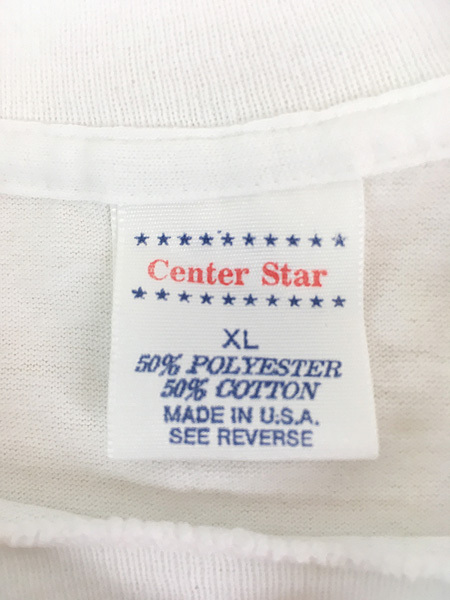 ★★★★★★★★★★
Center Star
★★★★★★★★★★
XL
50% POLYESTER
50% COTTON
MADE IN U.S.A.
SEE REVERSE